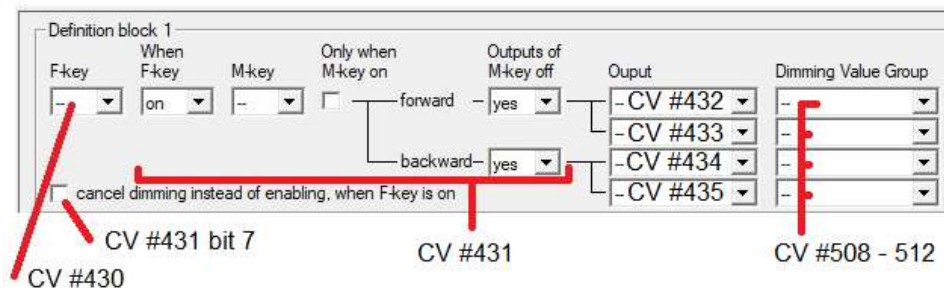 Definition block 1
When Only when Outputs of
F-key F-key M-key M-key on M-key off Ouput Dimming Value Group
-- on -- forward yes -- CV #432 --
-- CV #433
backward yes -- CV #434
-- CV #435
cancel dimming instead of enabling, when F-key is on
CV #431 bit 7 CV #431 CV #508 - 512
CV #430